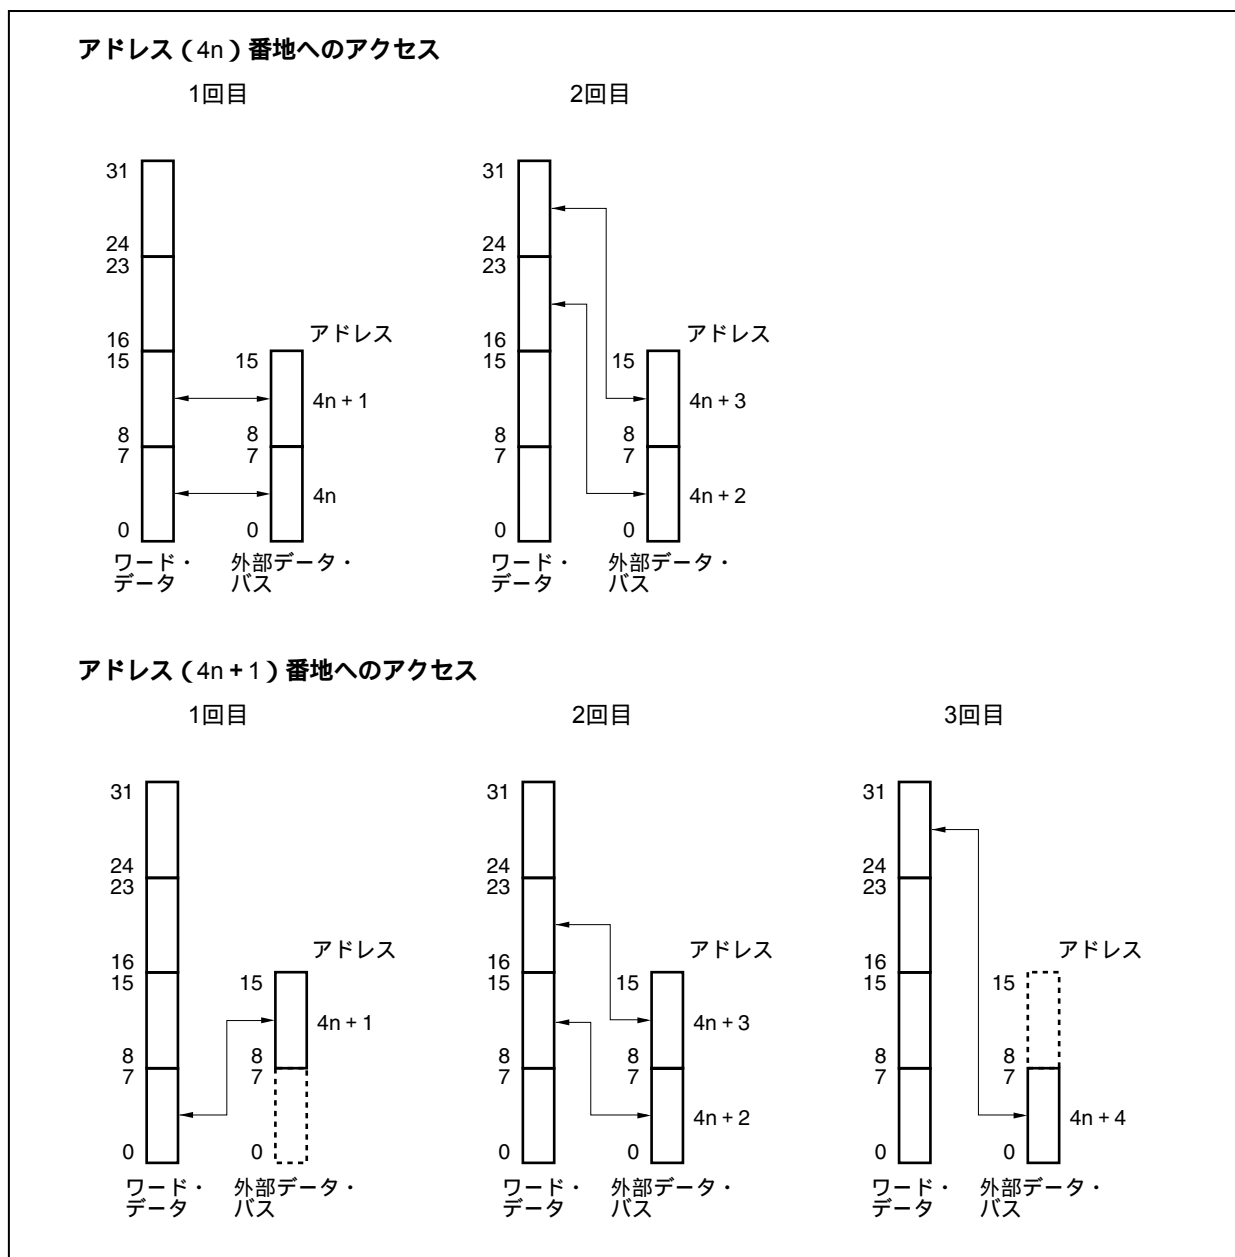 アドレス（4n）番地へのアクセス
1回目 2回目
31 31
24 24
23 23
16 16 アドレス アドレス
15 15 15 15
4n + 1 4n + 3
8 8 8 8
7 7 7 7
4n 4n + 2
0 0 0 0
ワード・ 外部データ・ ワード・ 外部データ・
データ バス データ バス
アドレス（4n + 1）番地へのアクセス
1回目 2回目 3回目
31 31 31
24 24 24
23 23 23
アドレス アドレス アドレス
16 16 16
15 15 15 15 15 15
4n + 1 4n + 3
8 8 8 8 8 8
7 7 7 7 7 7
4n + 2 4n + 4
0 0 0 0 0 0
ワード・ 外部データ・ ワード・ 外部データ・ ワード・ 外部データ・
データ バス データ バス データ バス